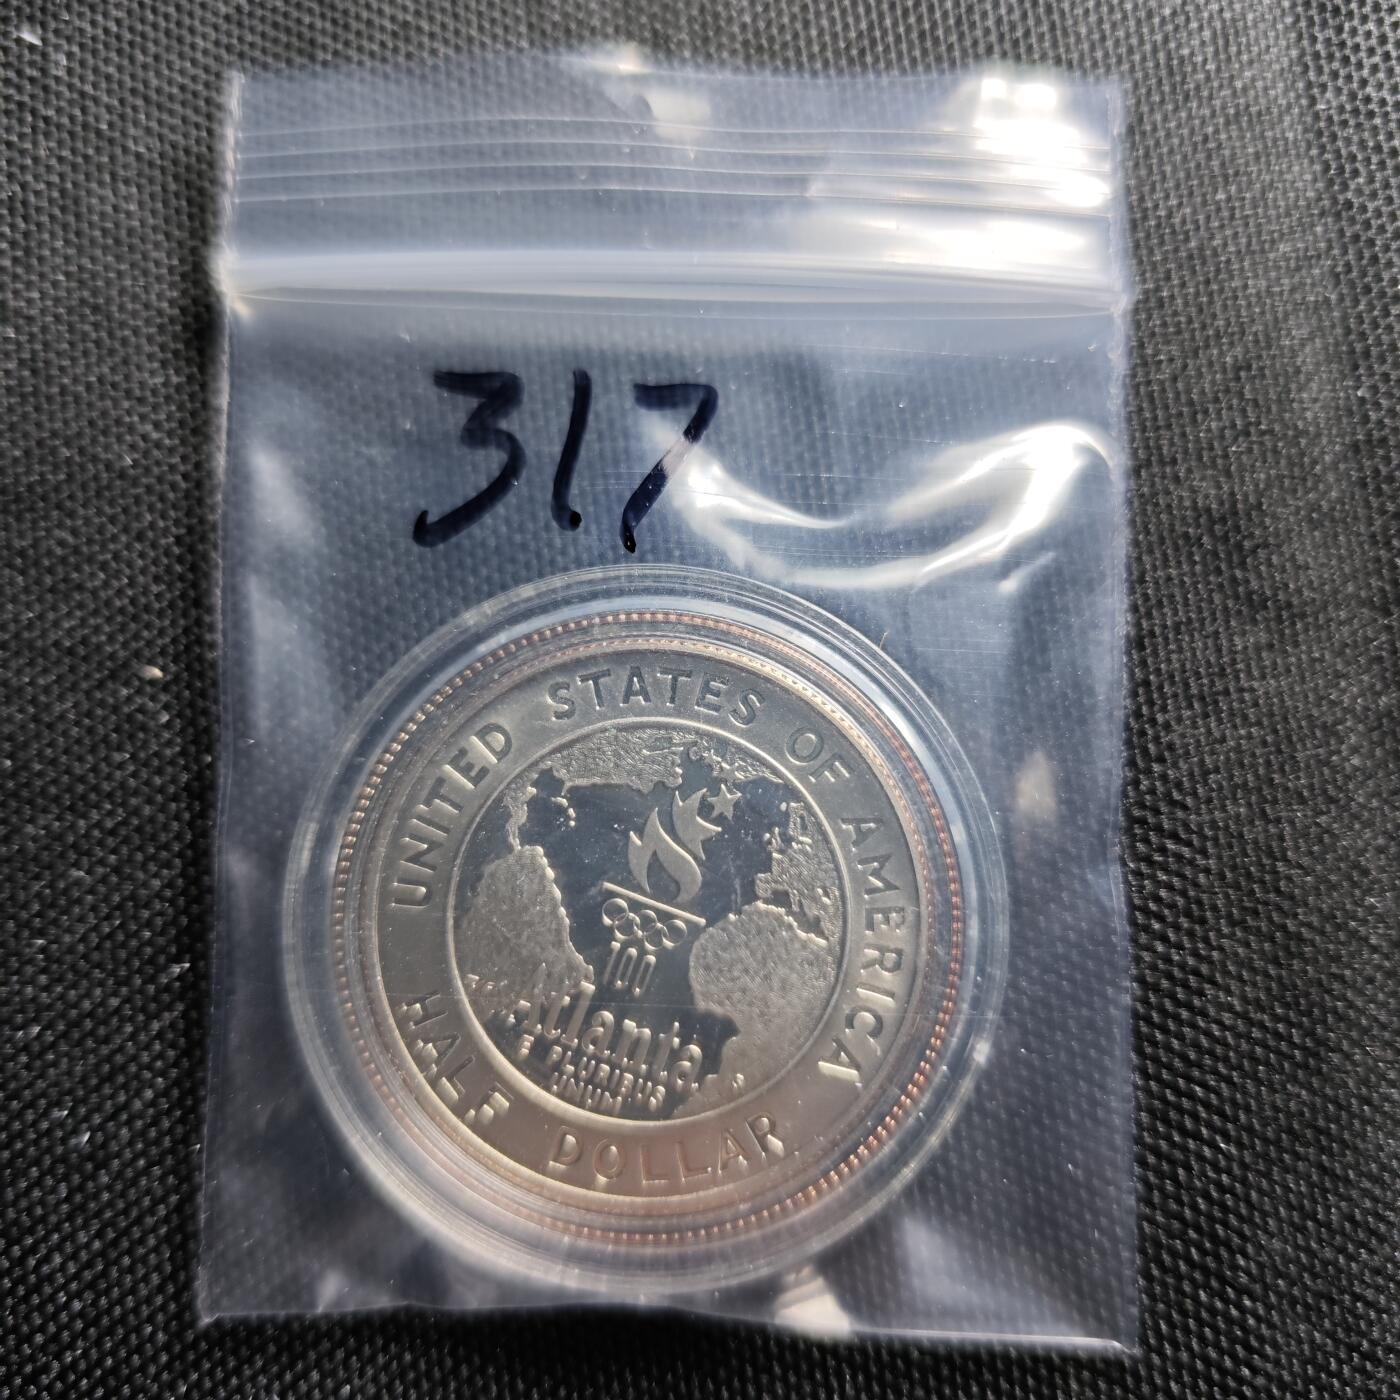 317
UNITED STATES OF AMERICA
100
Atlanta
E PLURIBUS
UNUM
HALF DOLLAR